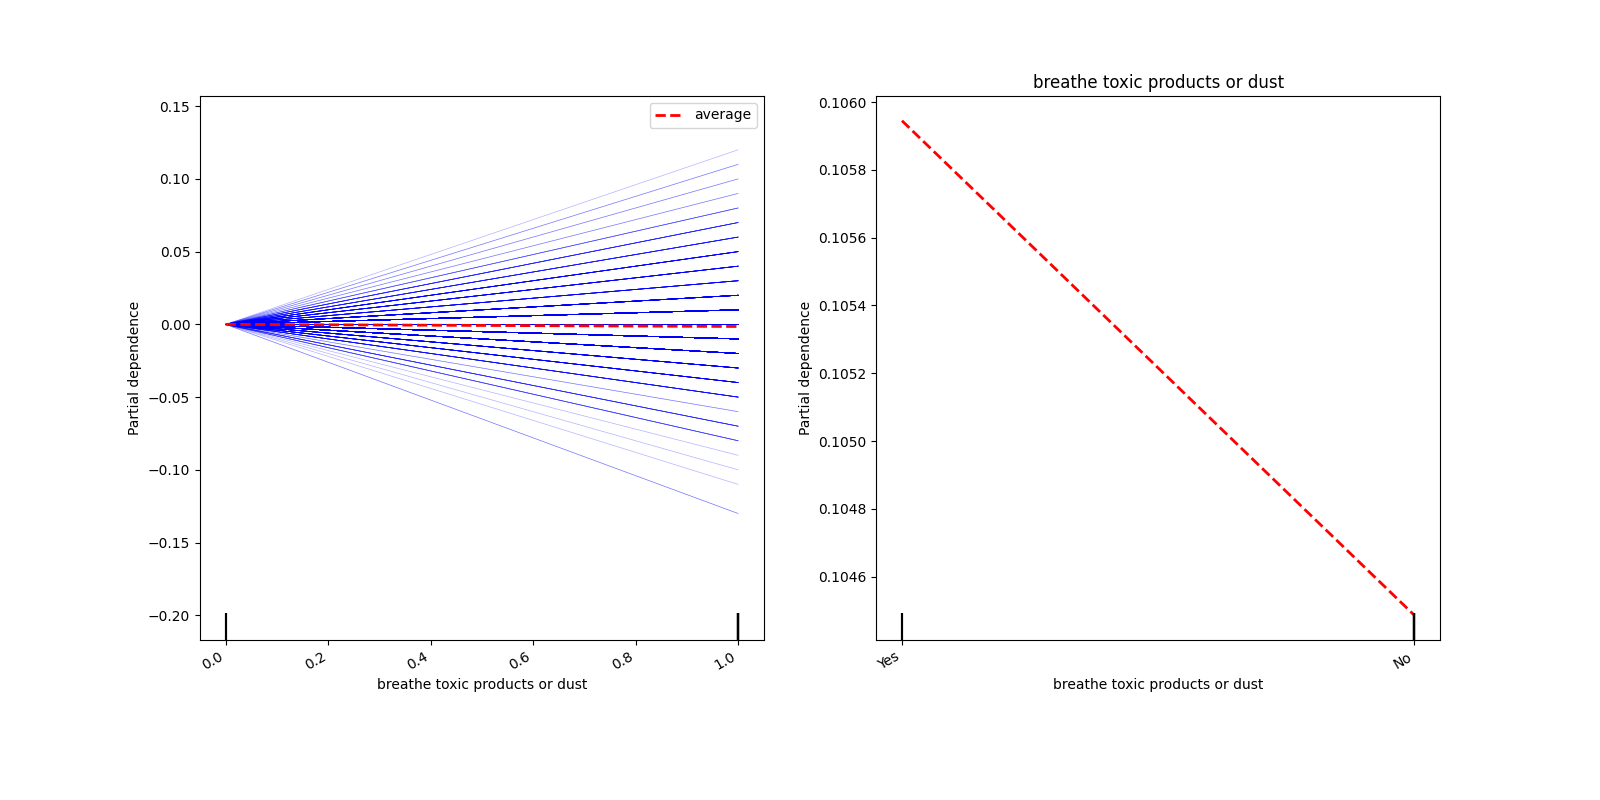 average
0.15
0.10
0.05
0.00
−0.05
−0.10
−0.15
−0.20
Partial dependence
0.0
0.2
0.4
0.6
0.8
1.0
breathe toxic products or dust
breathe toxic products or dust
0.1060
0.1058
0.1056
0.1054
0.1052
0.1050
0.1048
0.1046
Partial dependence
Yes
No
breathe toxic products or dust